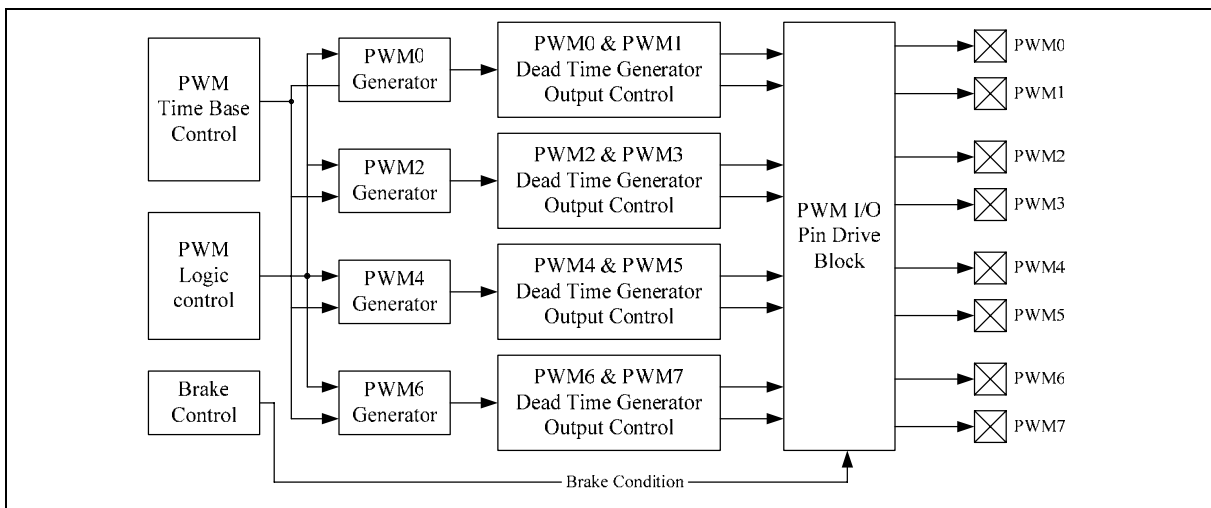 PWM
Time Base
Control
PWM
Logic
control
Brake
Control
PWM0
Generator
PWM2
Generator
PWM4
Generator
PWM6
Generator
PWM0 & PWM1
Dead Time Generator
Output Control
PWM2 & PWM3
Dead Time Generator
Output Control
PWM4 & PWM5
Dead Time Generator
Output Control
PWM6 & PWM7
Dead Time Generator
Output Control
PWM I/O
Pin Drive
Block
PWM0
PWM1
PWM2
PWM3
PWM4
PWM5
PWM6
PWM7
Brake Condition